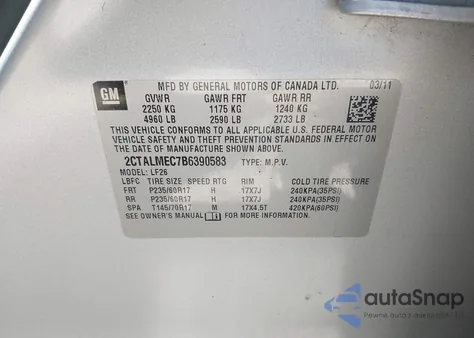 GM
MFD BY GENERAL MOTORS OF CANADA LTD. 03/11
GVWR GAWR FRT GAWR RR
2250 KG 1175 KG 1240 KG
4960 LB 2590 LB 2733 LB
THIS VEHICLE CONFORMS TO ALL APPLICABLE U.S. FEDERAL MOTOR
VEHICLE SAFETY AND THEFT PREVENTION STANDARDS IN EFFECT ON THE
DATE OF MANUFACTURE SHOWN ABOVE.
2CTALMEC7B6390583 TYPE: M.P.V.
MODEL: LF26
LBFC TIRE SIZE SPEED RTG RIM COLD TIRE PRESSURE
FRT P235/60R17 H 17X7J 240KPA(35PSI)
RR P235/60R17 H 17X7J 240KPA(35PSI)
SPA T145/70R17 M 17X4.5T 420KPA(60PSI)
SEE OWNER'S MANUAL FOR ADDITIONAL INFORMATION.
autoSnap
Pewne auto z USA